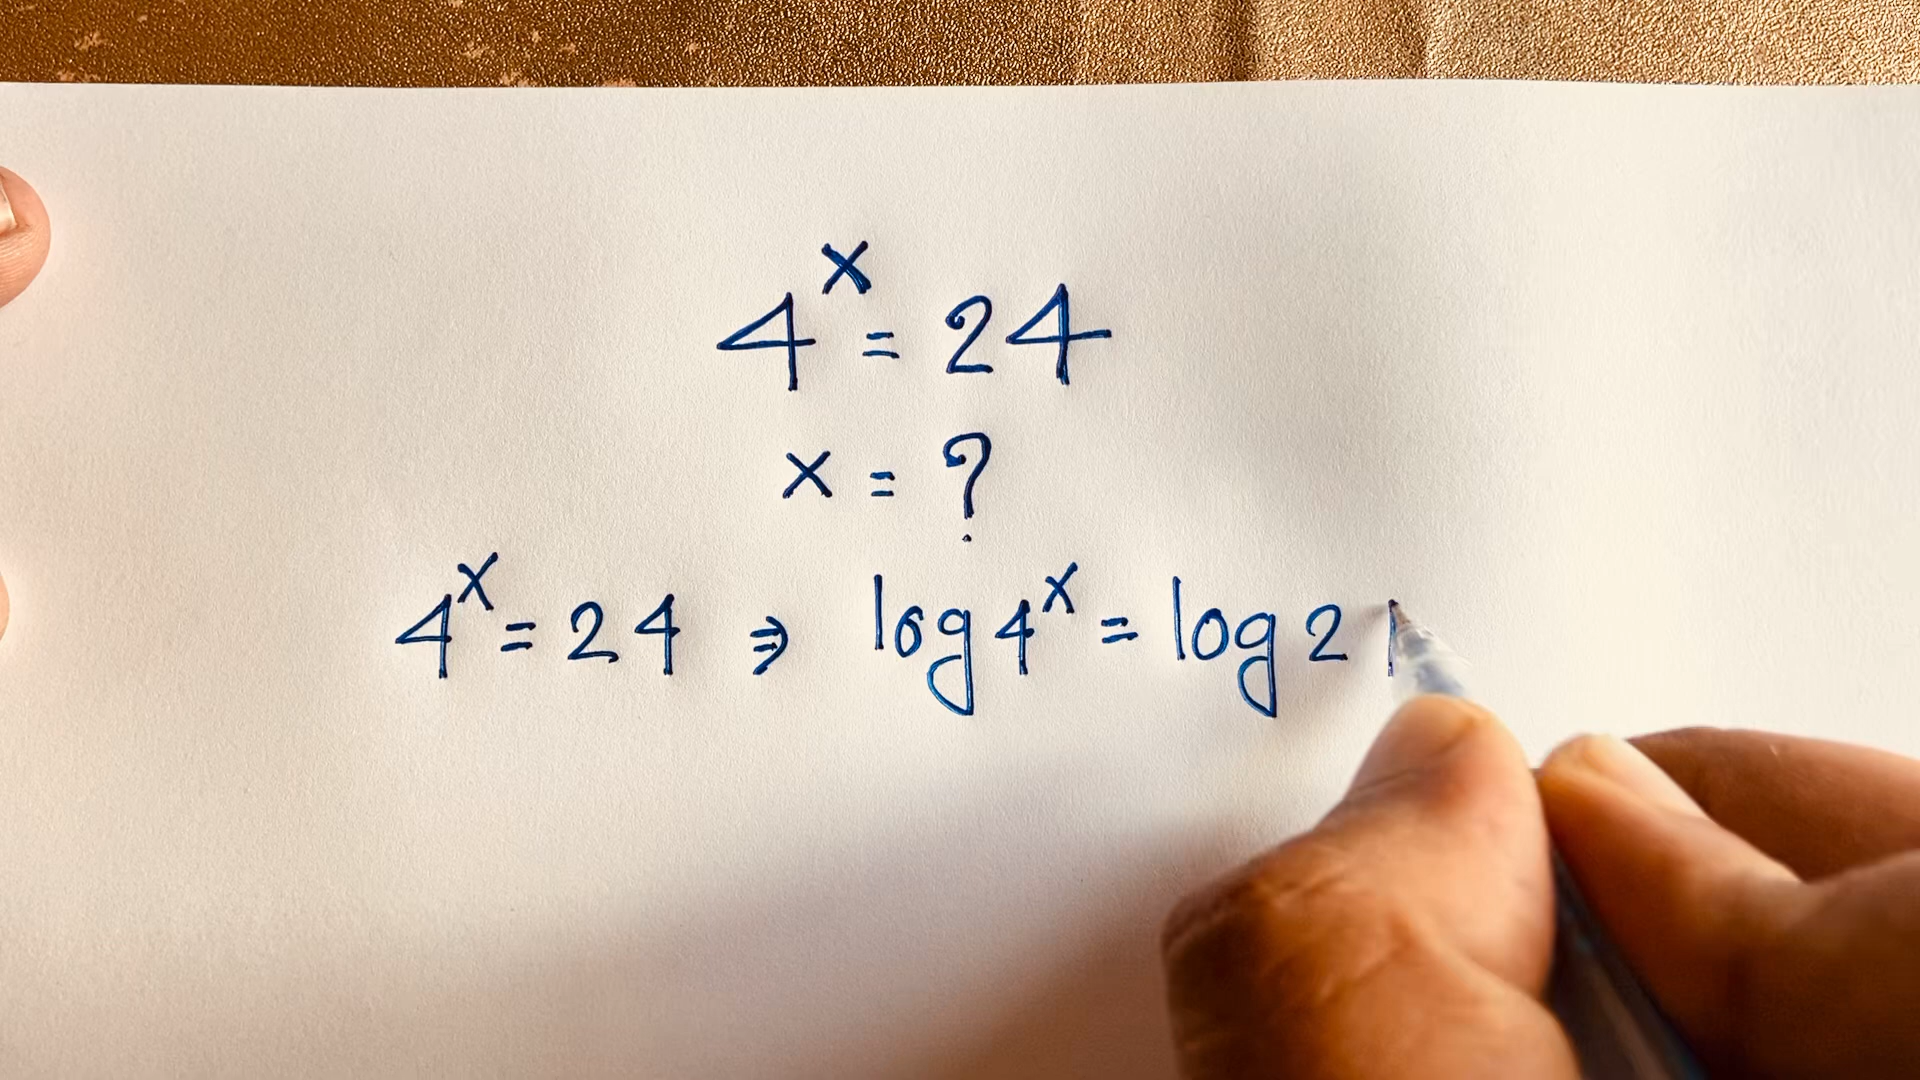 4^x = 24
x = ?
4^x = 24 ⇒ log 4^x = log 2